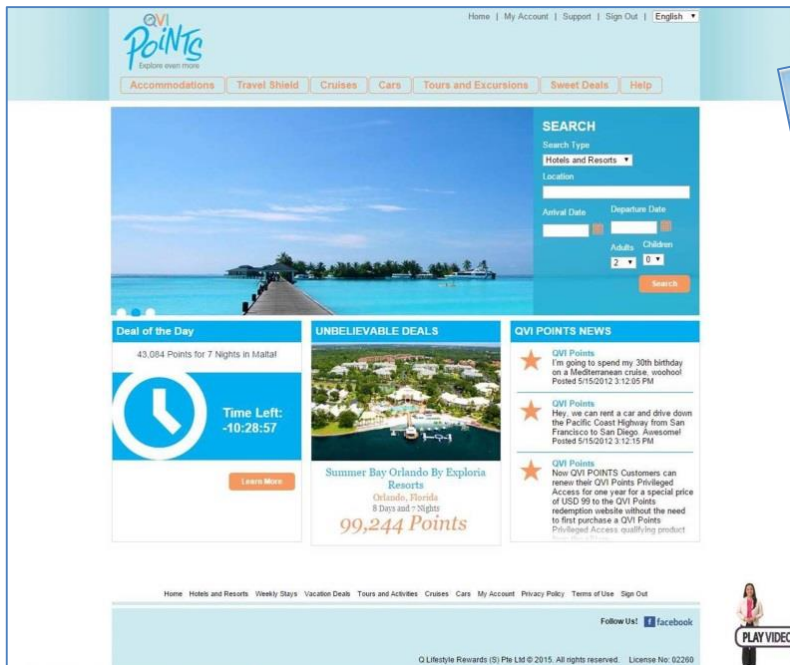 QVI
POiNTS
Explore even more
Home | My Account | Support | Sign Out | English
Accommodations
Travel Shield
Cruises
Cars
Tours and Excursions
Sweet Deals
Help
SEARCH
Search Type
Hotels and Resorts
Location
Arrival Date
Departure Date
Adults
Children
2
0
Search
Deal of the Day
43,084 Points for 7 Nights in Malta!
Time Left:
-10:28:57
Learn More
UNBELIEVABLE DEALS
Summer Bay Orlando By Exploria
Resorts
Orlando, Florida
8 Days and 7 Nights
99,244 Points
QVI POINTS NEWS
QVI Points
I'm going to spend my 30th birthday
on a Mediterranean cruise, woohoo!
Posted 5/15/2012 3:12:05 PM
QVI Points
Hey, we can rent a car and drive down
the Pacific Coast Highway from San
Francisco to San Diego. Awesome!
Posted 5/15/2012 3:12:15 PM
QVI Points
Now QVI POINTS Customers can
renew their QVI Points Privileged
Access for one year for a special price
of USD 99 to the QVI Points
redemption website without the need
to first purchase a QVI Points
Privileged Access qualifying product
Home Hotels and Resorts Weekly Stays Vacation Deals Tours and Activities Cruises Cars My Account Privacy Policy Terms of Use Sign Out
Follow Us! facebook
PLAY VIDEO
Q Lifestyle Rewards (S) Pte Ltd © 2015. All rights reserved. License No: 02260